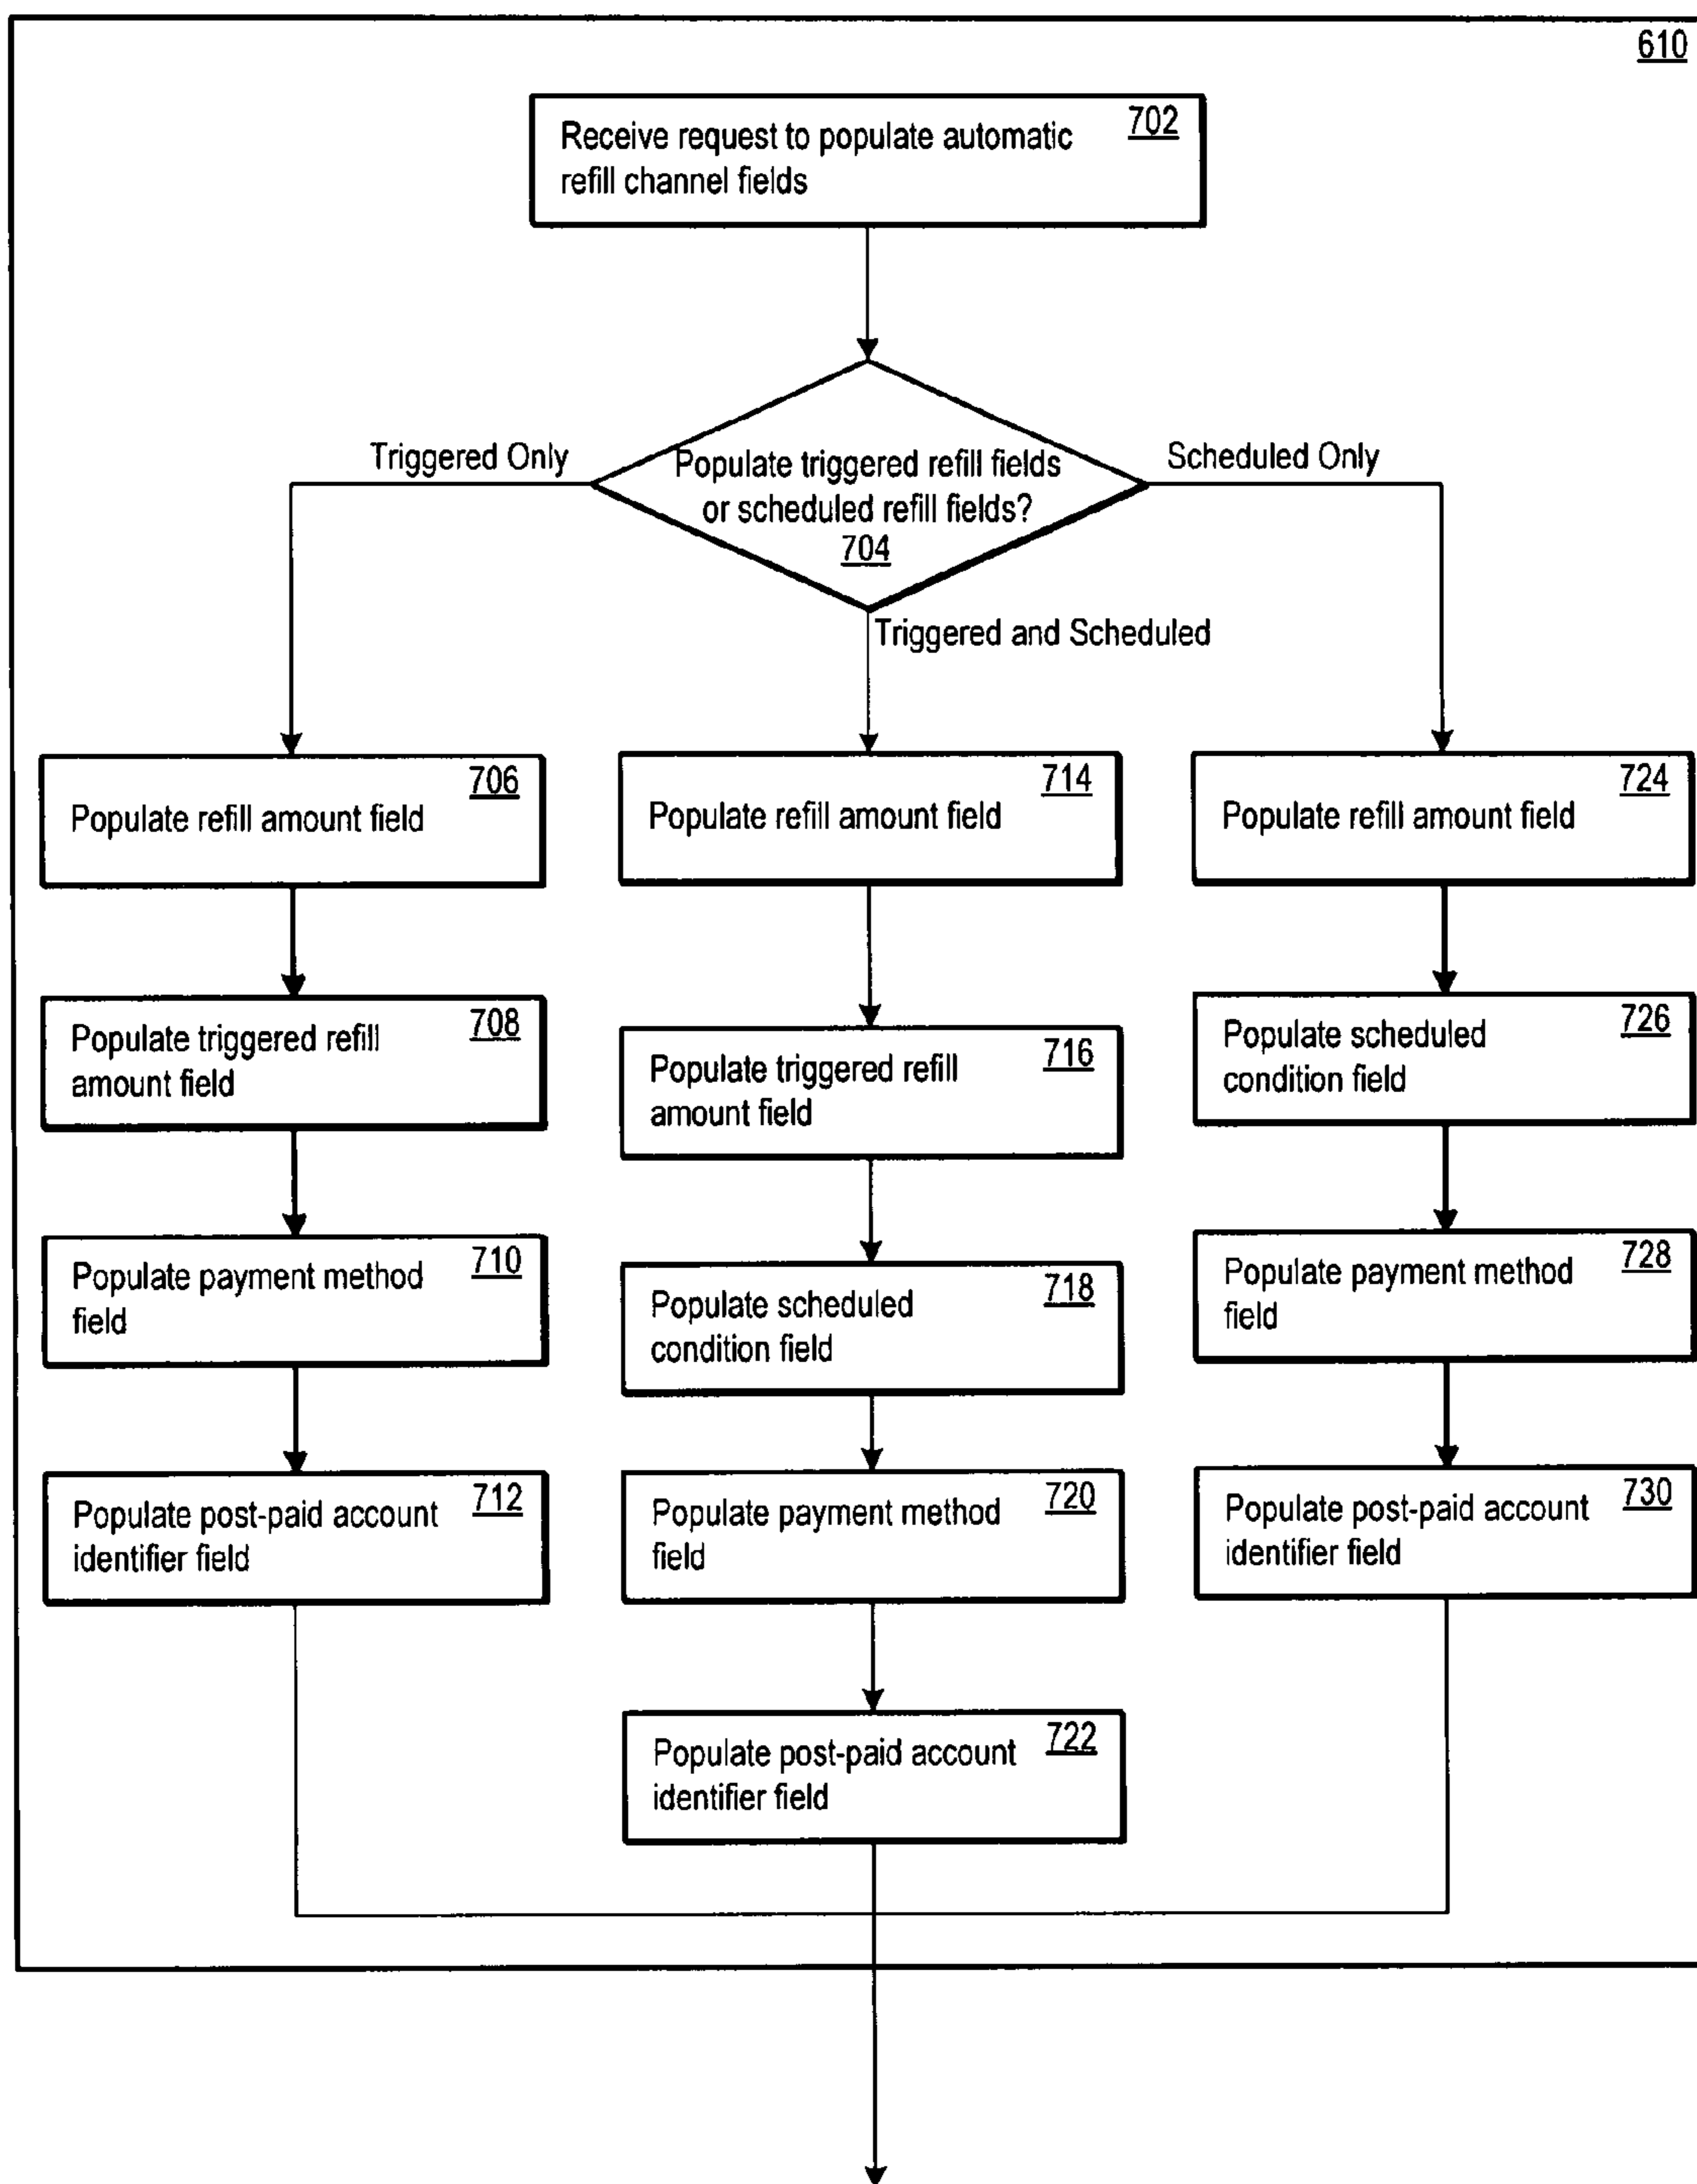 610
702
Receive request to populate automatic
refill channel fields
Triggered Only
Populate triggered refill fields
or scheduled refill fields?
704
Scheduled Only
Triggered and Scheduled
706
Populate refill amount field
708
Populate triggered refill
amount field
710
Populate payment method
field
712
Populate post-paid account
identifier field
714
Populate refill amount field
716
Populate triggered refill
amount field
718
Populate scheduled
condition field
720
Populate payment method
field
722
Populate post-paid account
identifier field
724
Populate refill amount field
726
Populate scheduled
condition field
728
Populate payment method
field
730
Populate post-paid account
identifier field